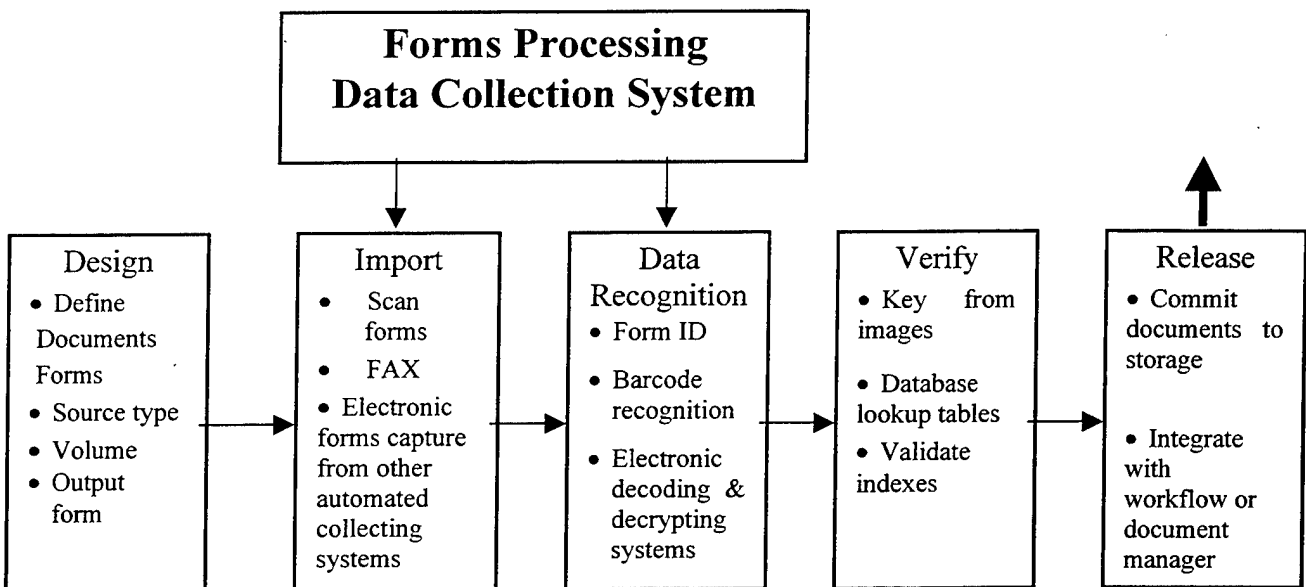 Forms Processing
Data Collection System
Design
• Define
Documents
Forms
• Source type
• Volume
• Output
form
Import
• Scan
forms
• FAX
• Electronic
forms capture
from other
automated
collecting
systems
Data
Recognition
• Form ID
• Barcode
recognition
• Electronic
decoding &
decrypting
systems
Verify
• Key from
images
• Database
lookup tables
• Validate
indexes
Release
• Commit
documents to
storage
• Integrate
with
workflow or
document
manager